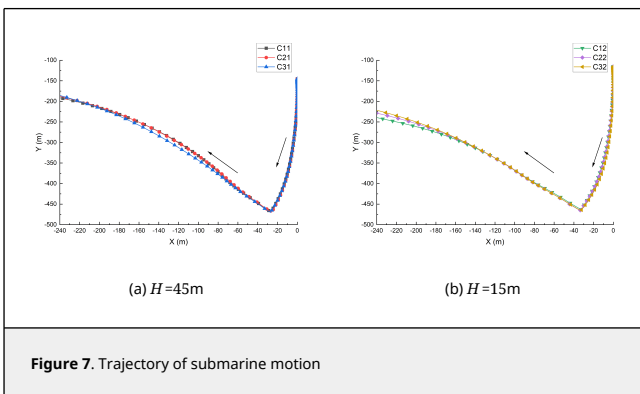 C11
C21
C31
-100
-150
-200
-250
-300
-350
-400
-450
-500
Y (m)
-240 -220 -200 -180 -160 -140 -120 -100 -80 -60 -40 -20 0
X (m)
(a) H=45m
C12
C22
C32
-100
-150
-200
-250
-300
-350
-400
-450
-500
Y (m)
-240 -220 -200 -180 -160 -140 -120 -100 -80 -60 -40 -20 0
X (m)
(b) H=15m
Figure 7. Trajectory of submarine motion